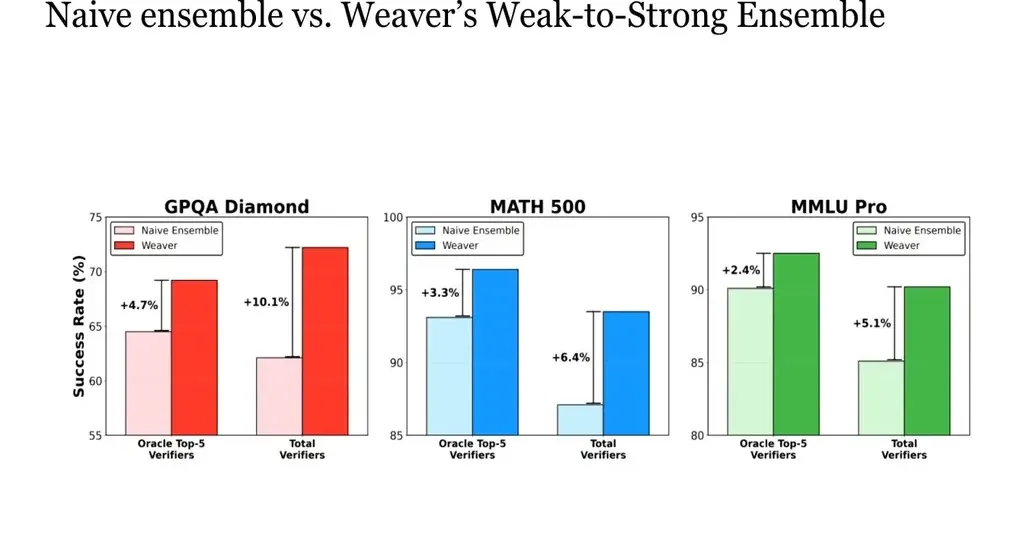 Naive ensemble vs. Weaver’s Weak-to-Strong Ensemble
GPQA Diamond
Success Rate (%)
75
70
65
60
55
Naive Ensemble
Weaver
+4.7%
+10.1%
Oracle Top-5
Verifiers
Total
Verifiers
MATH 500
100
95
90
85
Naive Ensemble
Weaver
+3.3%
+6.4%
Oracle Top-5
Verifiers
Total
Verifiers
MMLU Pro
95
90
85
80
Naive Ensemble
Weaver
+2.4%
+5.1%
Oracle Top-5
Verifiers
Total
Verifiers